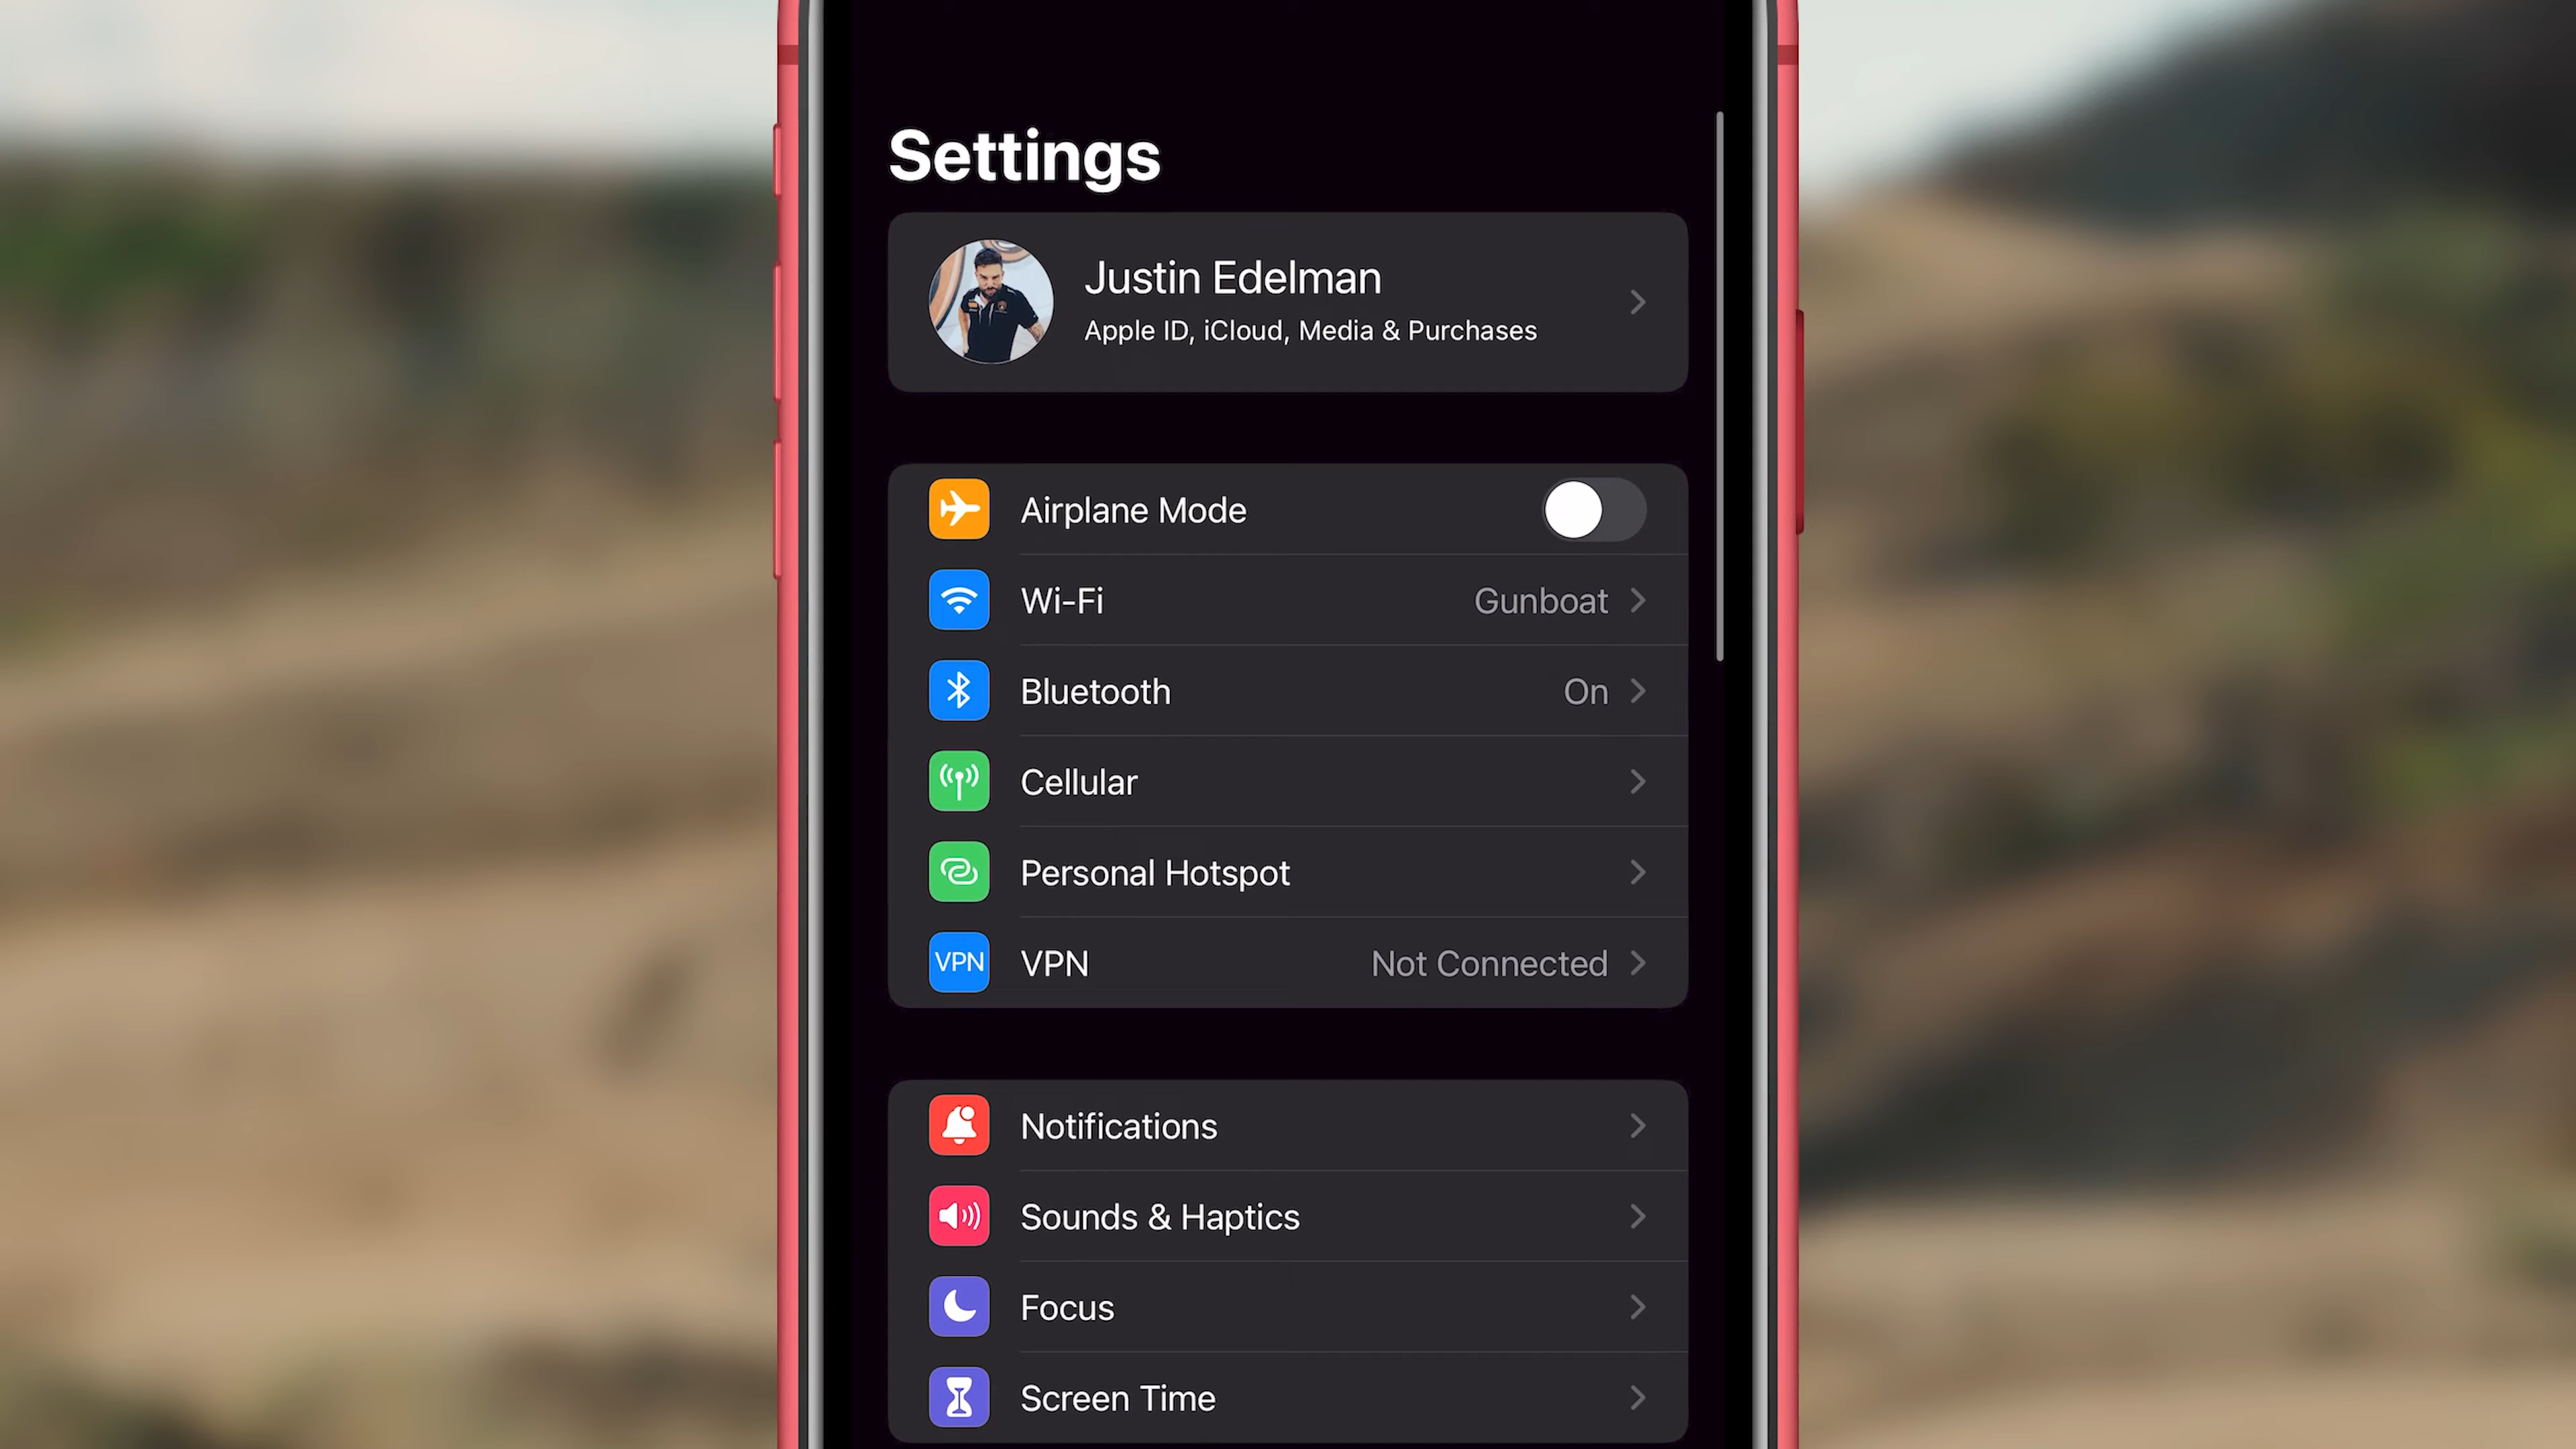 Settings
Justin Edelman
Apple ID, iCloud, Media & Purchases
Airplane Mode
Wi-Fi Gunboat
Bluetooth On
Cellular
Personal Hotspot
VPN VPN Not Connected
Notifications
Sounds & Haptics
Focus
Screen Time